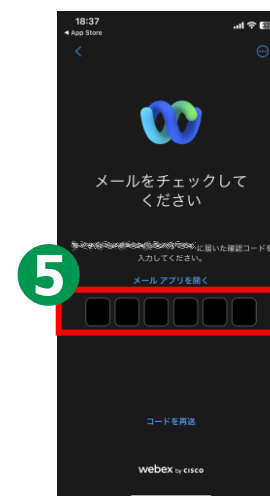 18:37
◀ App Store
メールをチェックして
ください
に届いた確認コードを
入力してください。
メール アプリを開く
5
コードを再送
webex by CISCO